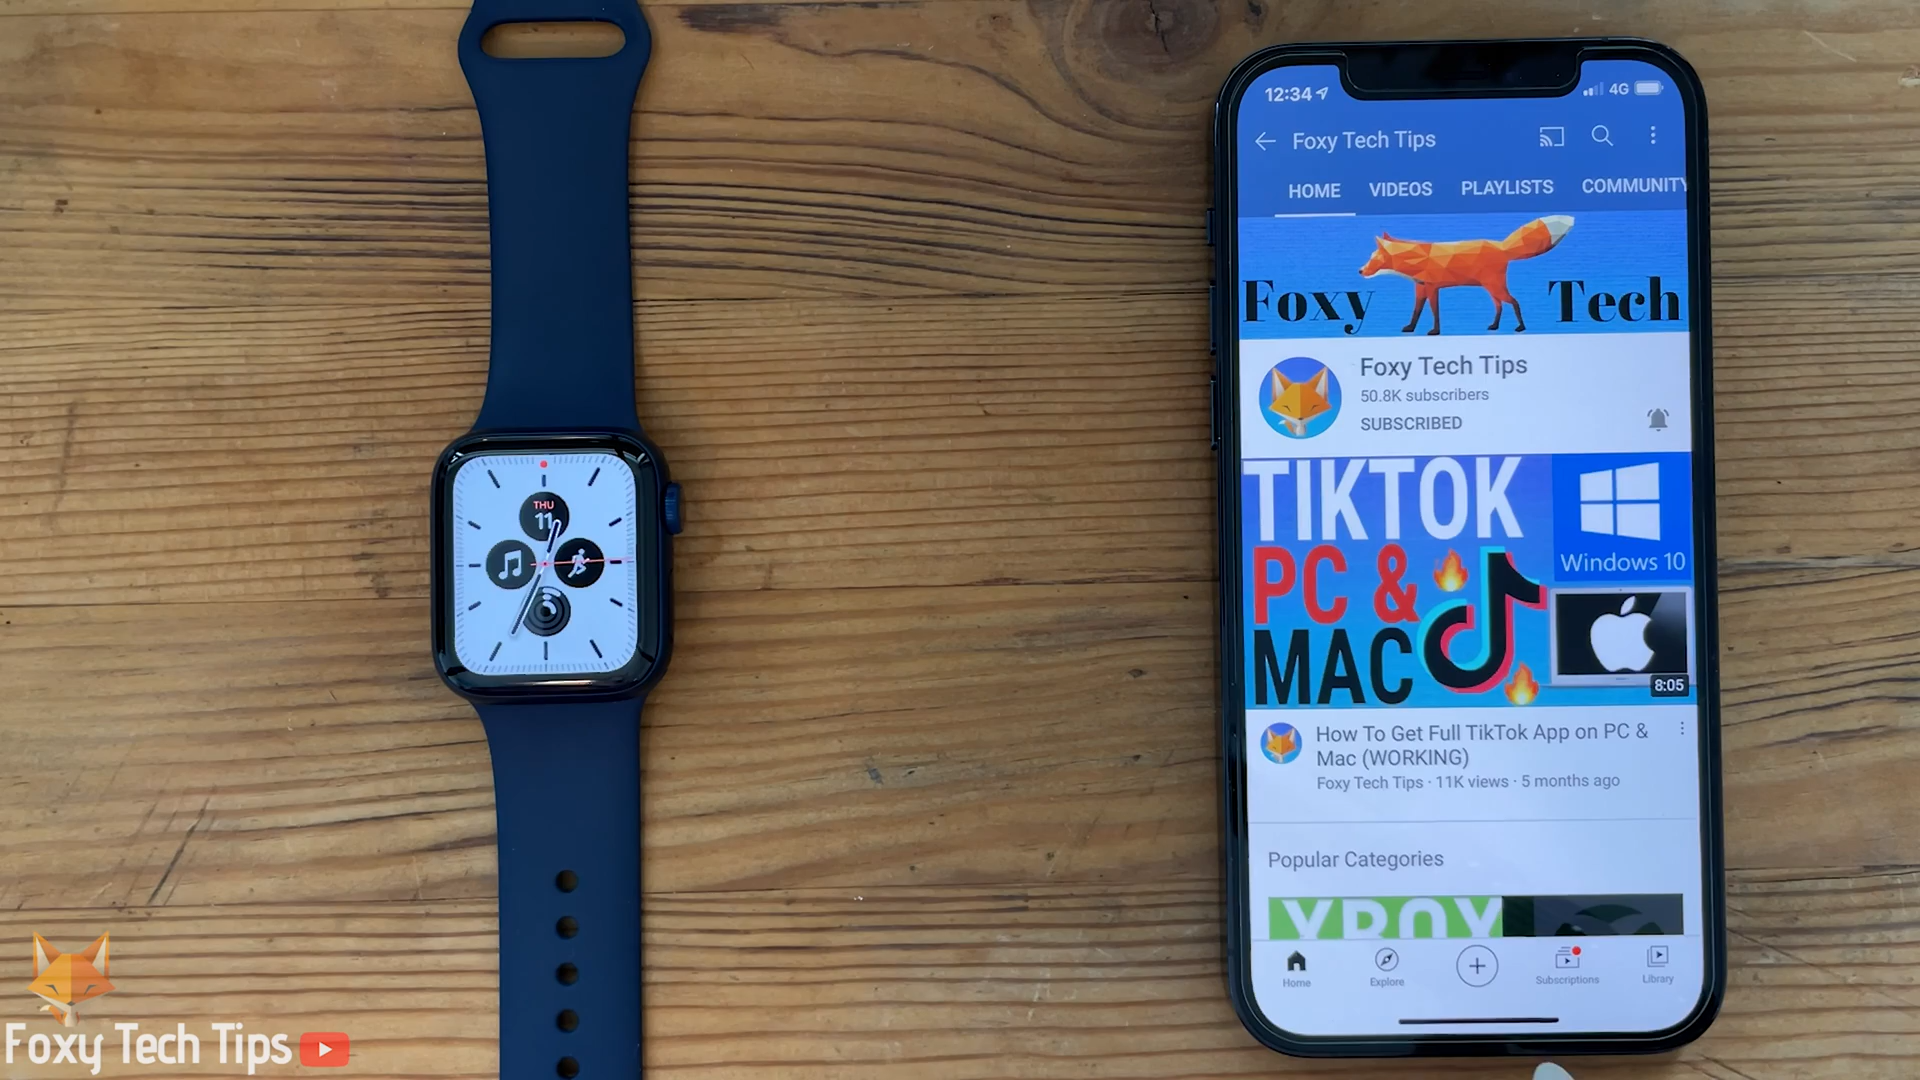 THU
11
12:34
4G
Foxy Tech Tips
HOME VIDEOS PLAYLISTS COMMUNITY
Foxy Tech
Foxy Tech Tips
50.8K subscribers
SUBSCRIBED
TIKTOK
PC &
MAC
Windows 10
8:05
How To Get Full TikTok App on PC &
Mac (WORKING)
Foxy Tech Tips · 11K views · 5 months ago
Popular Categories
XBOX
Home Explore Subscriptions Library
Foxy Tech Tips